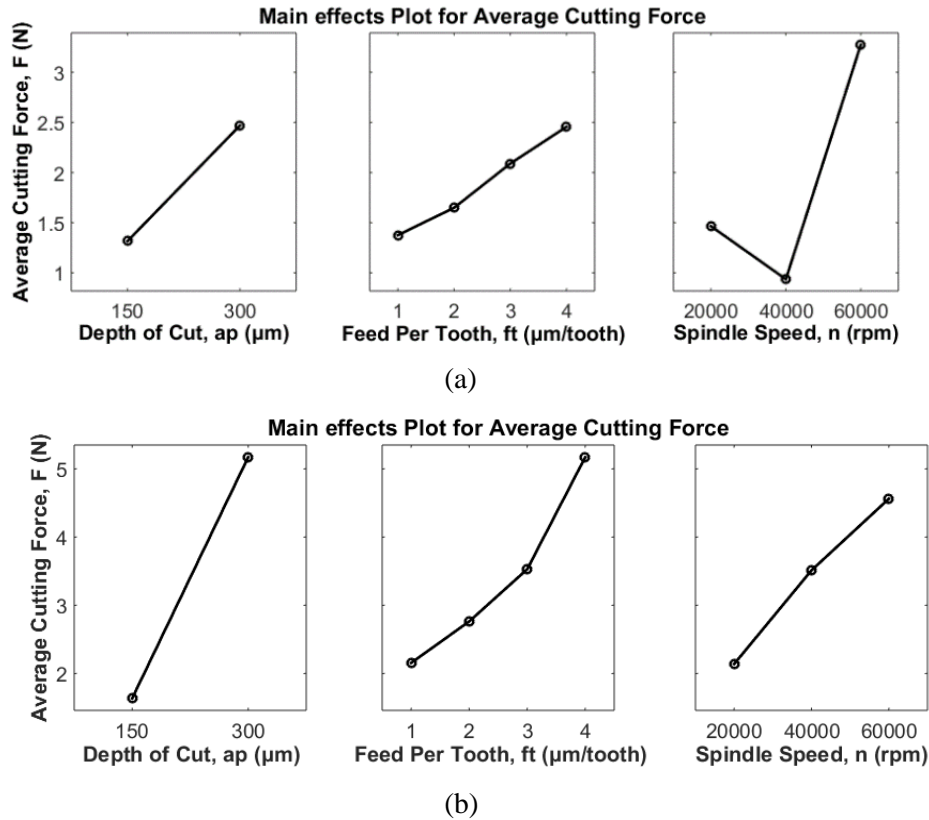 Main effects Plot for Average Cutting Force
Average Cutting Force, F (N)
3
2.5
2
1.5
1
150 300
Depth of Cut, ap (µm)
1 2 3 4
Feed Per Tooth, ft (µm/tooth)
20000 40000 60000
Spindle Speed, n (rpm)
(a)
Main effects Plot for Average Cutting Force
Average Cutting Force, F (N)
5
4
3
2
150 300
Depth of Cut, ap (µm)
1 2 3 4
Feed Per Tooth, ft (µm/tooth)
20000 40000 60000
Spindle Speed, n (rpm)
(b)